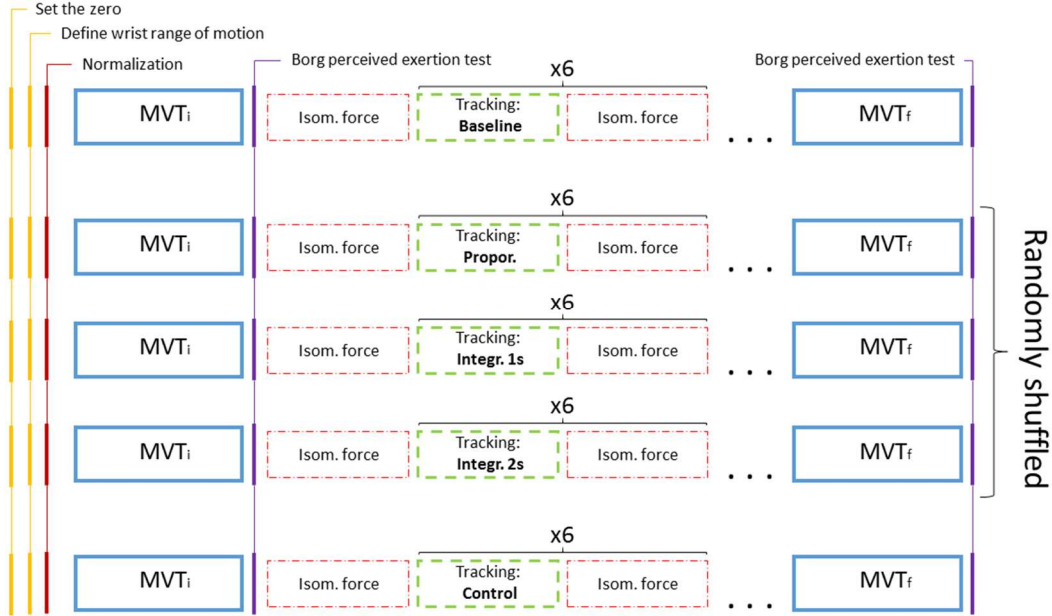 Set the zero
Define wrist range of motion
Normalization
Borg perceived exertion test
Borg perceived exertion test
x6
MVTi
Isom. force
Tracking:
Baseline
Isom. force
. . .
MVTf
x6
MVTi
Isom. force
Tracking:
Propor.
Isom. force
. . .
MVTf
x6
MVTi
Isom. force
Tracking:
Integr. 1s
Isom. force
. . .
MVTf
x6
MVTi
Isom. force
Tracking:
Integr. 2s
Isom. force
. . .
MVTf
Randomly shuffled
x6
MVTi
Isom. force
Tracking:
Control
Isom. force
. . .
MVTf